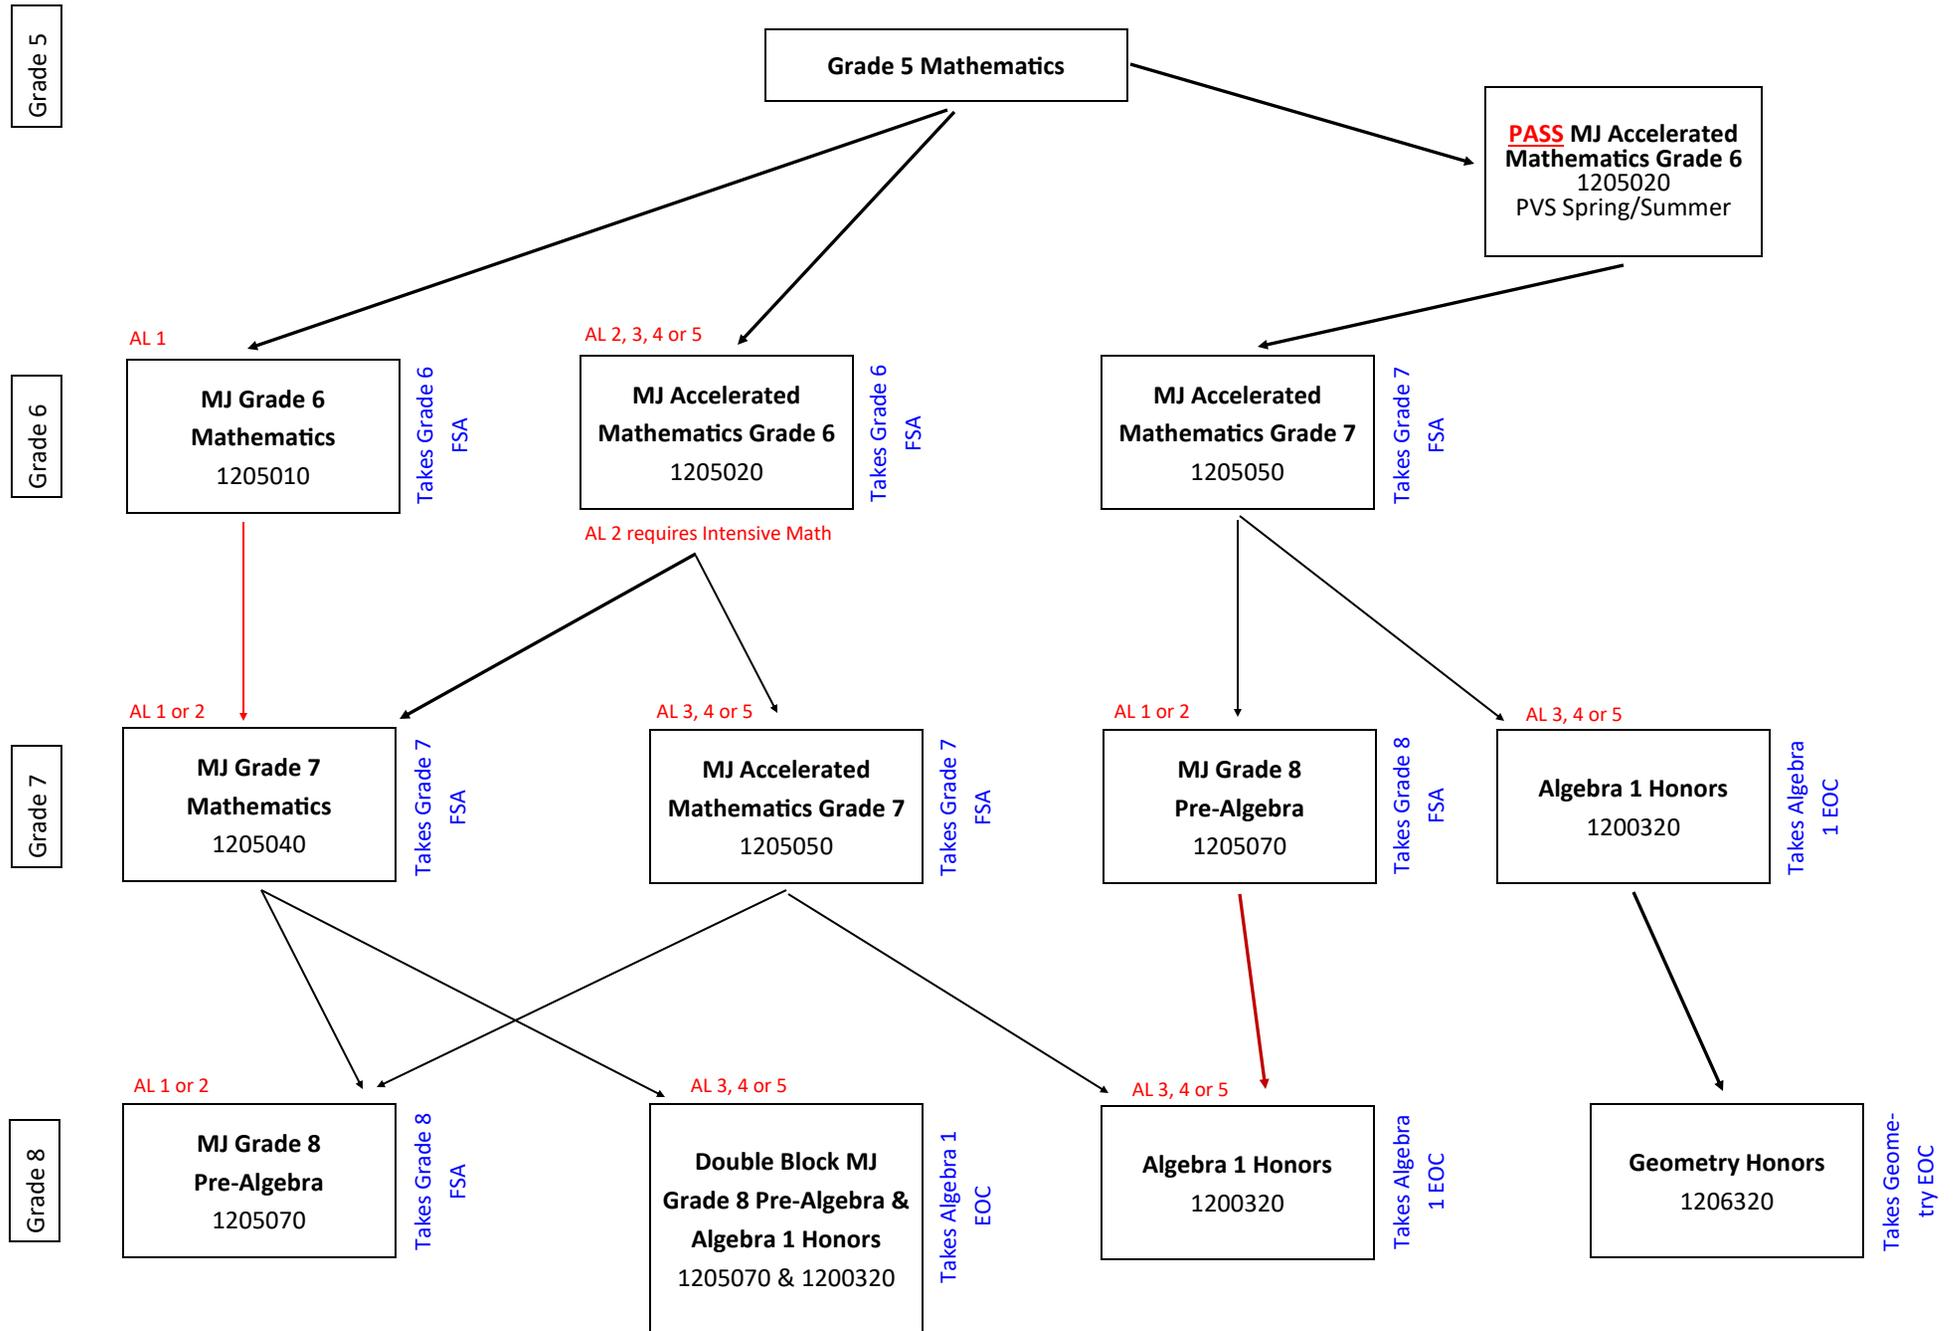 Grade 5
Grade 5 Mathematics
PASS MJ Accelerated
Mathematics Grade 6
1205020
PVS Spring/Summer
Grade 6
AL 1
MJ Grade 6
Mathematics
1205010
Takes Grade 6
FSA
AL 2, 3, 4 or 5
MJ Accelerated
Mathematics Grade 6
1205020
Takes Grade 6
FSA
AL 2 requires Intensive Math
MJ Accelerated
Mathematics Grade 7
1205050
Takes Grade 7
FSA
Grade 7
AL 1 or 2
MJ Grade 7
Mathematics
1205040
Takes Grade 7
FSA
AL 3, 4 or 5
MJ Accelerated
Mathematics Grade 7
1205050
Takes Grade 7
FSA
AL 1 or 2
MJ Grade 8
Pre-Algebra
1205070
Takes Grade 8
FSA
AL 3, 4 or 5
Algebra 1 Honors
1200320
Takes Algebra
1 EOC
Grade 8
AL 1 or 2
MJ Grade 8
Pre-Algebra
1205070
Takes Grade 8
FSA
AL 3, 4 or 5
Double Block MJ
Grade 8 Pre-Algebra &
Algebra 1 Honors
1205070 & 1200320
Takes Algebra 1
EOC
AL 3, 4 or 5
Algebra 1 Honors
1200320
Takes Algebra
1 EOC
Geometry Honors
1206320
Takes Geome-
try EOC